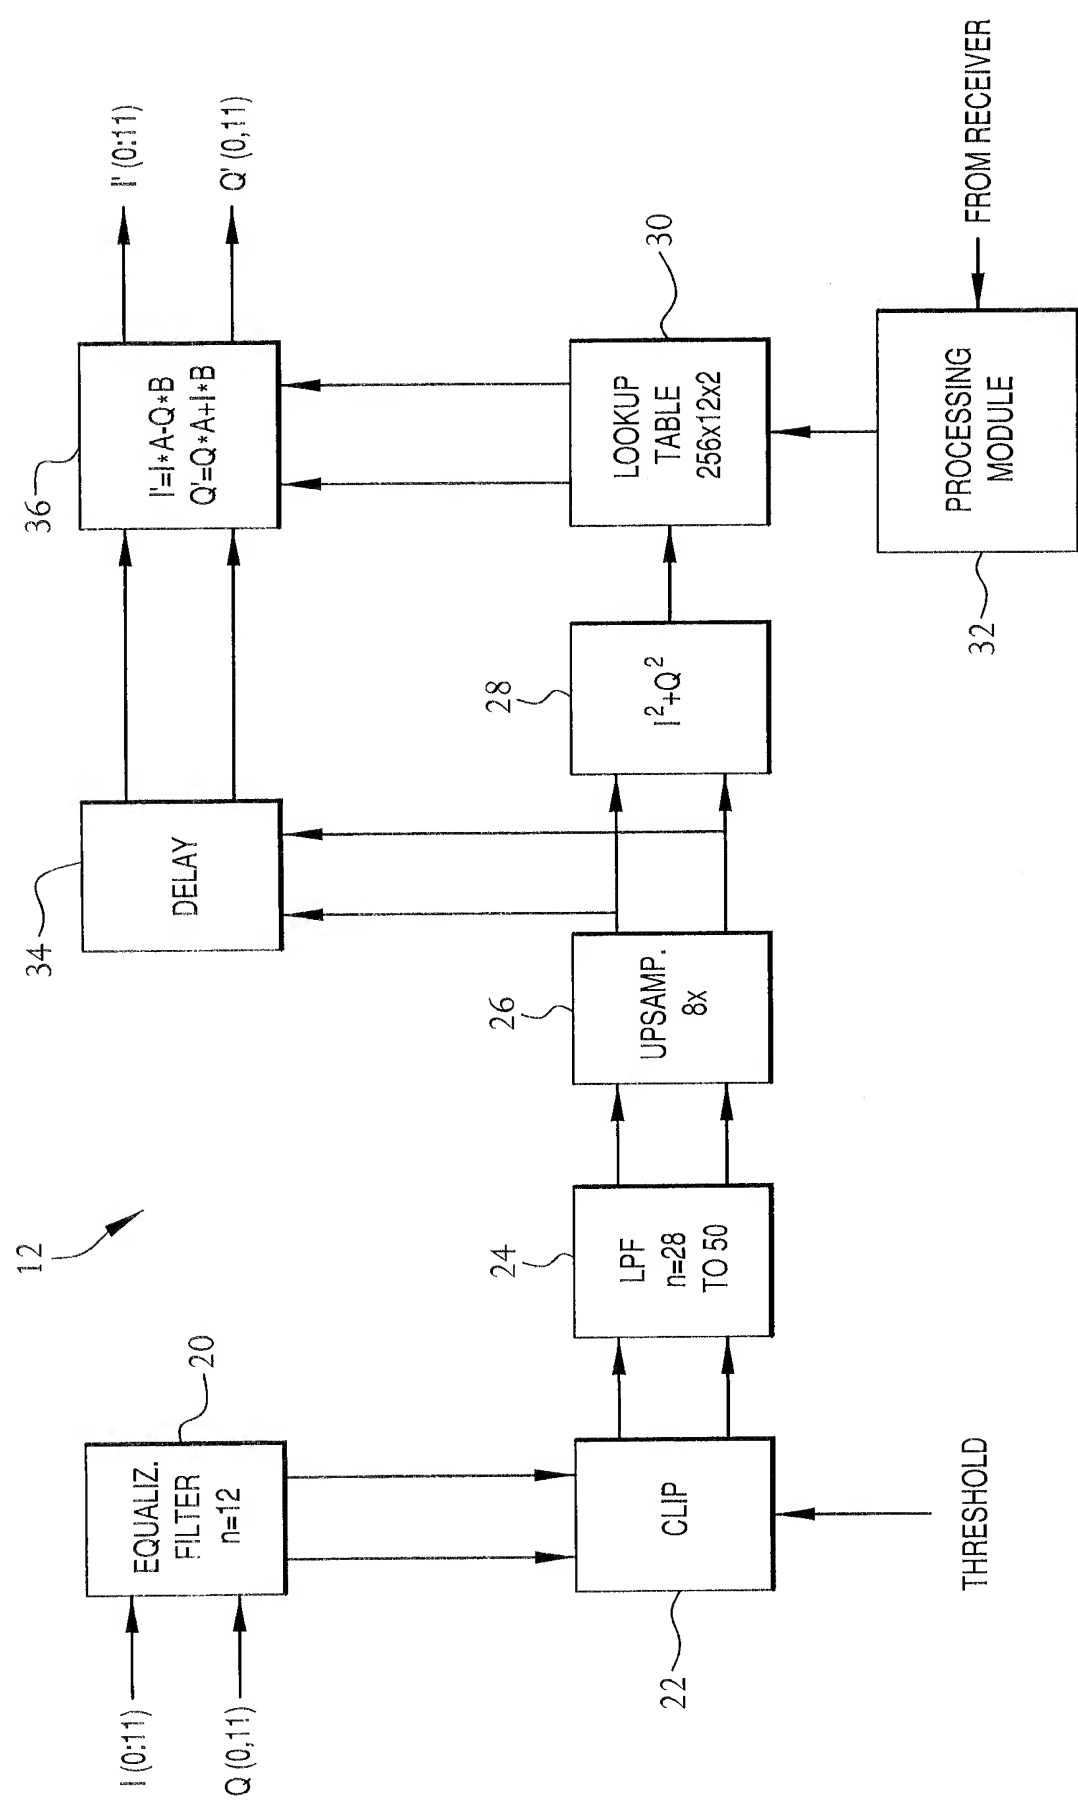 12
I (0:11)
Q (0,11)
EQUALIZ.
FILTER
n=12
20
CLIP
22
THRESHOLD
LPF
n=28
TO 50
24
UPSAMP.
8x
26
DELAY
34
I²+Q²
28
LOOKUP
TABLE
256x12x2
30
PROCESSING
MODULE
32
FROM RECEIVER
I'=I*A-Q*B
Q'=Q*A+I*B
36
I' (0:11)
Q' (0,11)